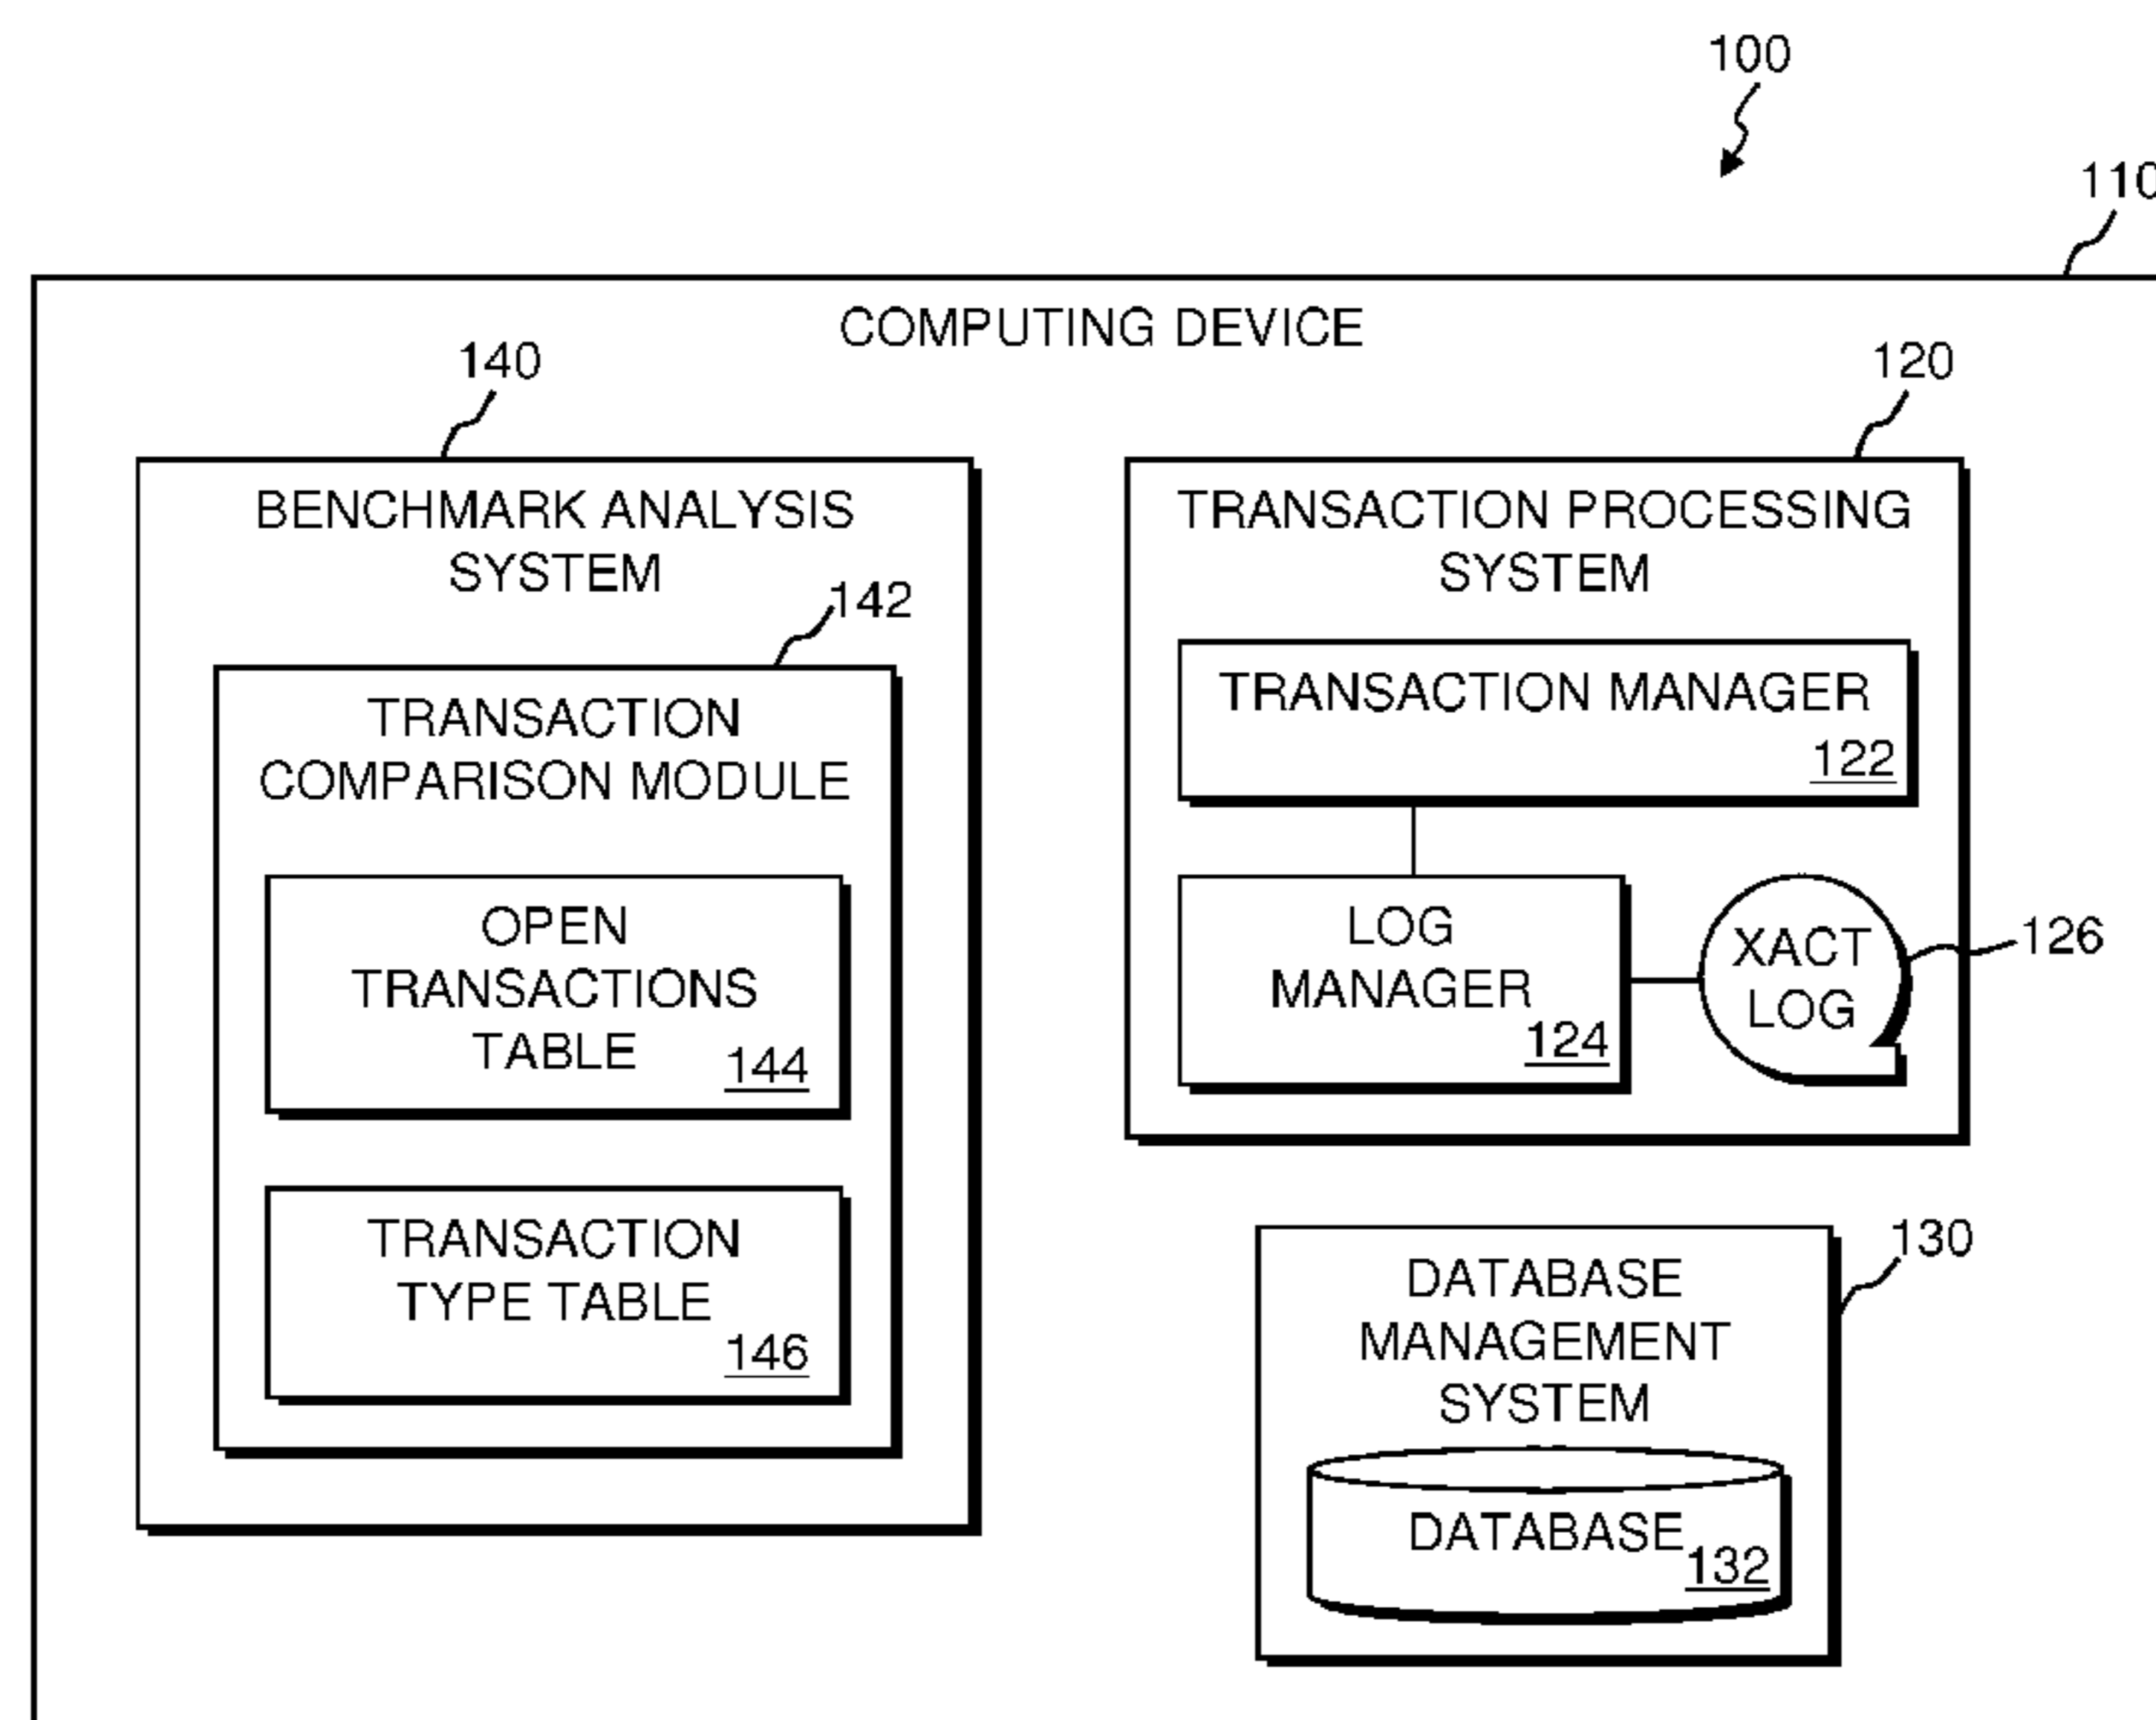 100
110
COMPUTING DEVICE
140
BENCHMARK ANALYSIS
SYSTEM
142
TRANSACTION
COMPARISON MODULE
OPEN
TRANSACTIONS
TABLE
144
TRANSACTION
TYPE TABLE
146
120
TRANSACTION PROCESSING
SYSTEM
TRANSACTION MANAGER
122
LOG
MANAGER
124
XACT
LOG
126
130
DATABASE
MANAGEMENT
SYSTEM
DATABASE
132